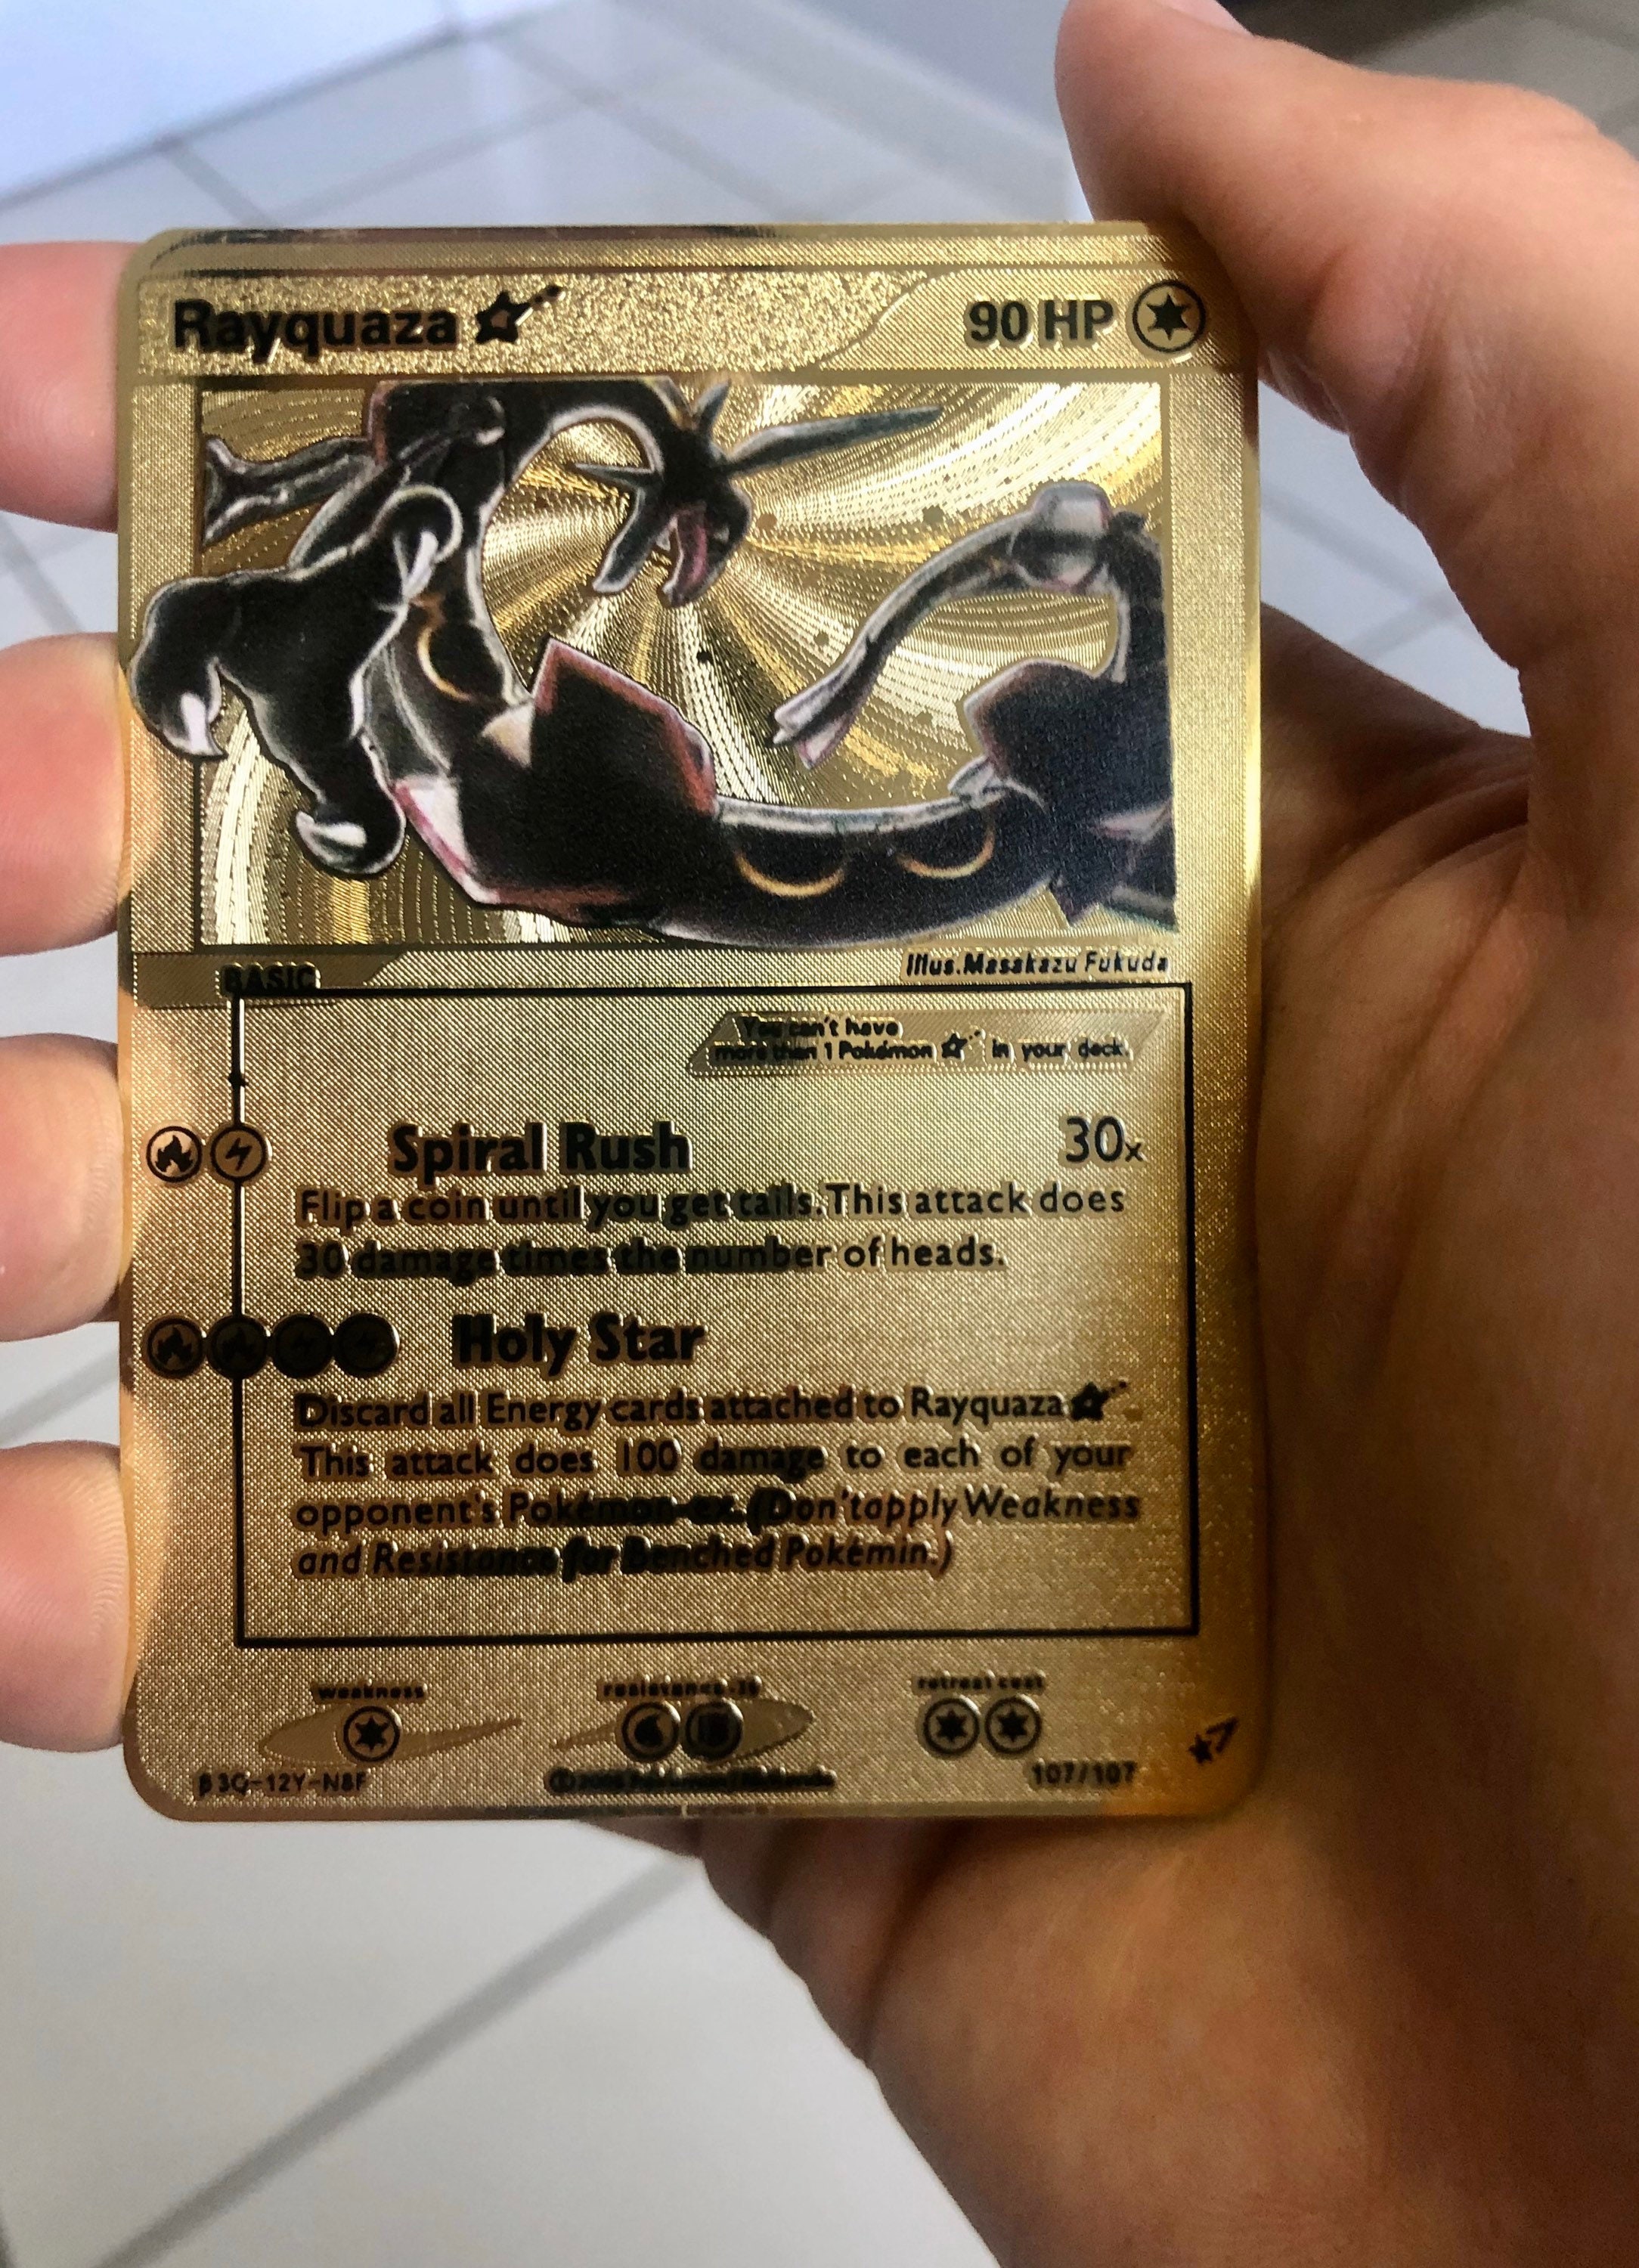 Rayquaza 90 HP
BASIC
Illus. Masakazu Fukuda
You can't have
more than 1 Pokémon in your deck.
Spiral Rush 30x
Flip a coin until you get tails. This attack does
30 damage times the number of heads.
Holy Star
Discard all Energy cards attached to Rayquaza
This attack does 100 damage to each of your
opponent's Pokémon-ex. (Don'tapply Weakness
and Resistance for Benched Pokémin.)
weakness resistance -30 retreat cost
107/107